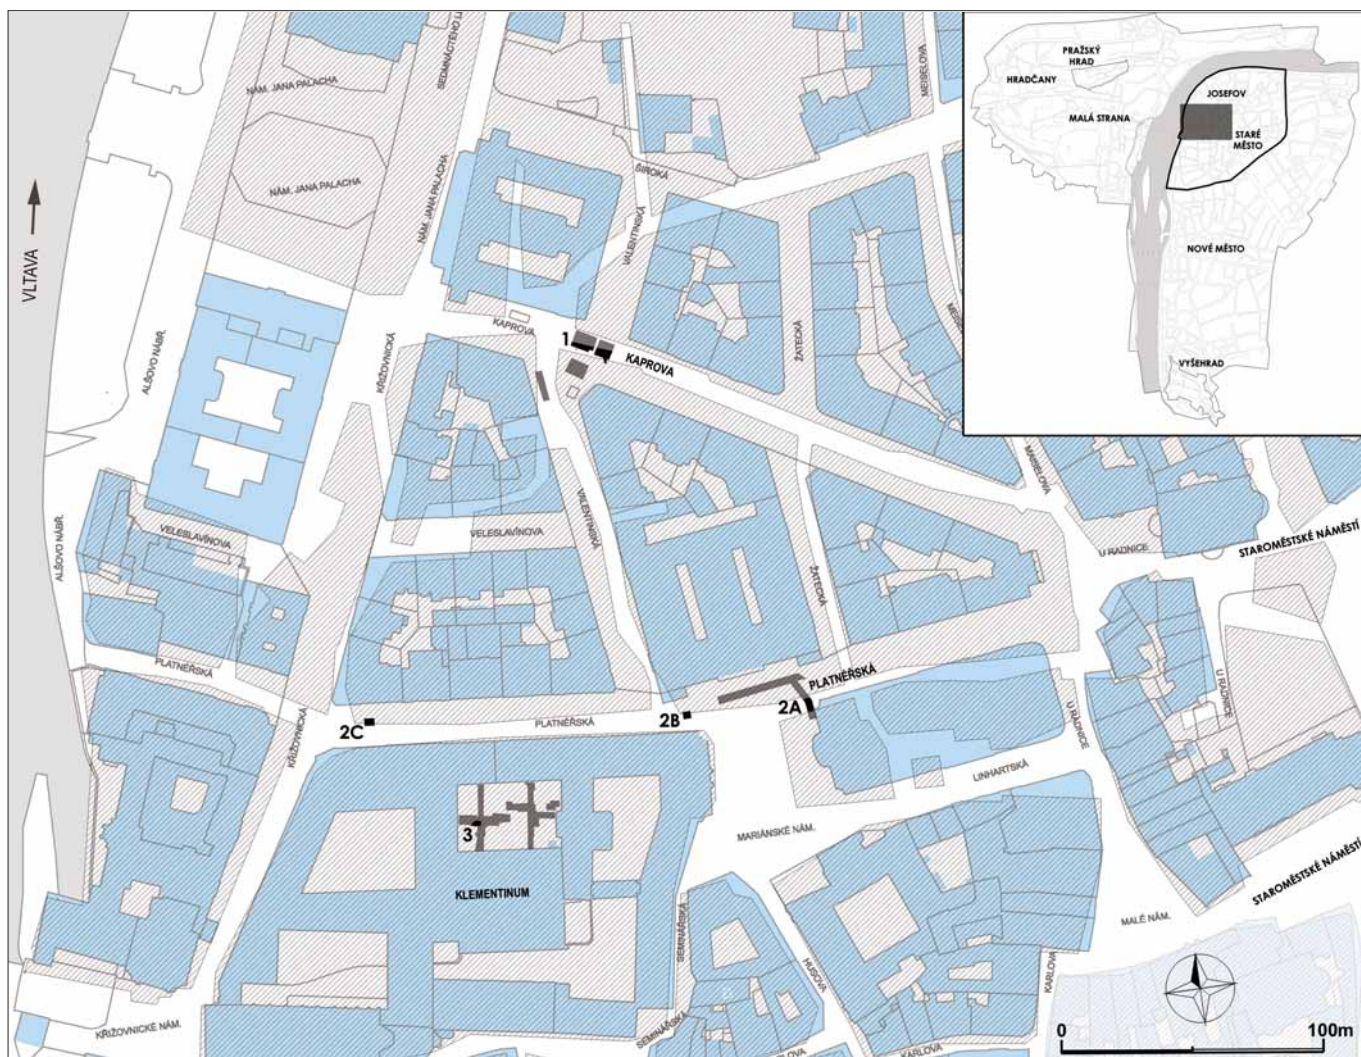 NÁM. JANA PALACHA
SEDMNÁCTÉHO
MEISELOVA
NÁM. JANA PALACHA
NÁM. JANA PALACHA
ŠIROKÁ
VALENTINSKÁ
VLTAVA
ALŠOVO NÁBŘ.
KŘIŽOVNICKÁ
KAPROVA
1
KAPROVA
ŽATECKÁ
PRAŽSKÝ
HRAD
HRADČANY
JOSEFOV
MALÁ STRANA
STARÉ
MĚSTO
NOVÉ MĚSTO
VYŠEHRAD
MAISELOVA
ALŠOVO NÁBŘ.
VELESLAVÍNOVA
VELESLAVÍNOVA
VALENTINSKÁ
ŽATECKÁ
U RADNICE
STAROMĚSTSKÉ NÁMĚSTÍ
PLATNÉŘSKÁ
PLATNÉŘSKÁ
U RADNICE
2C
PLATNÉŘSKÁ
2B
2A
U RADNICE
KŘIŽOVNICKÁ
LINHARTSKÁ
3
MARIÁNSKÉ NÁM.
KLEMENTINUM
STAROMĚSTSKÉ NÁMĚSTÍ
MALÉ NÁM.
SEMINÁŘSKÁ
HUSOVA
KARLOVA
KŘIŽOVNICKÉ NÁM.
SEMINÁŘSKÁ
KARLOVA
0
100m